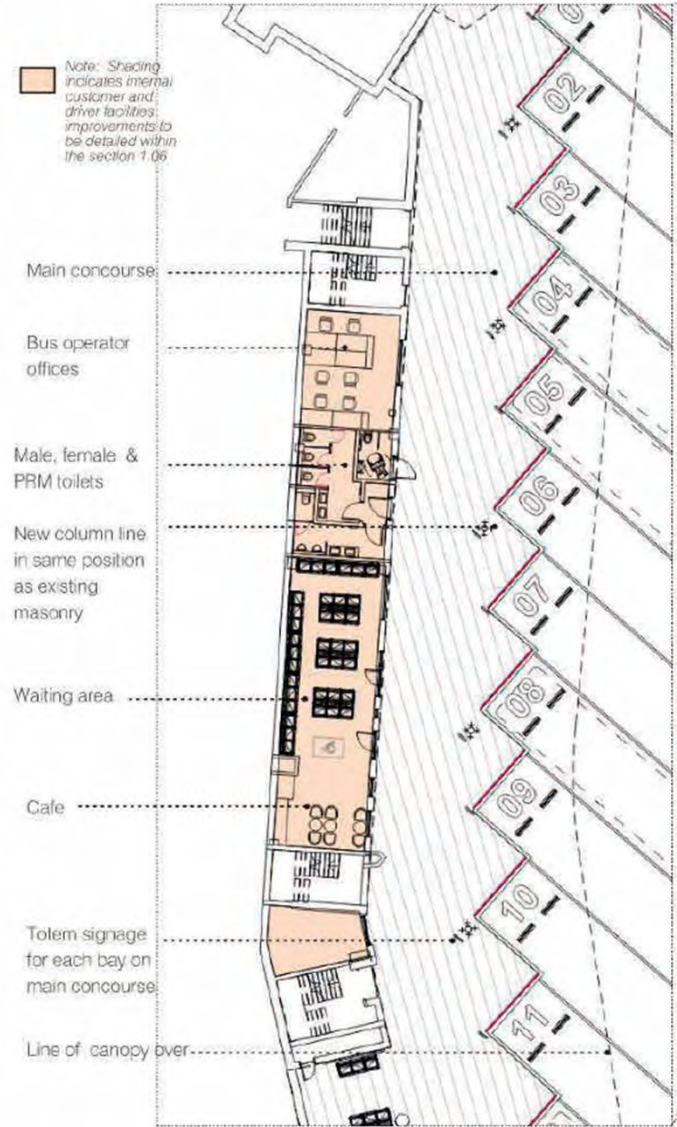 Note: Shading
indicates internal
customer and
driver facilities
improvements to
be detailed within
the section 1.06
Main concourse
Bus operator
offices
Male, female &
PRM toilets
New column line
in same position
as existing
masonry
Waiting area
Cafe
Totem signage
for each bay on
main concourse
Line of canopy over
02
03
04
05
06
07
08
09
10
11